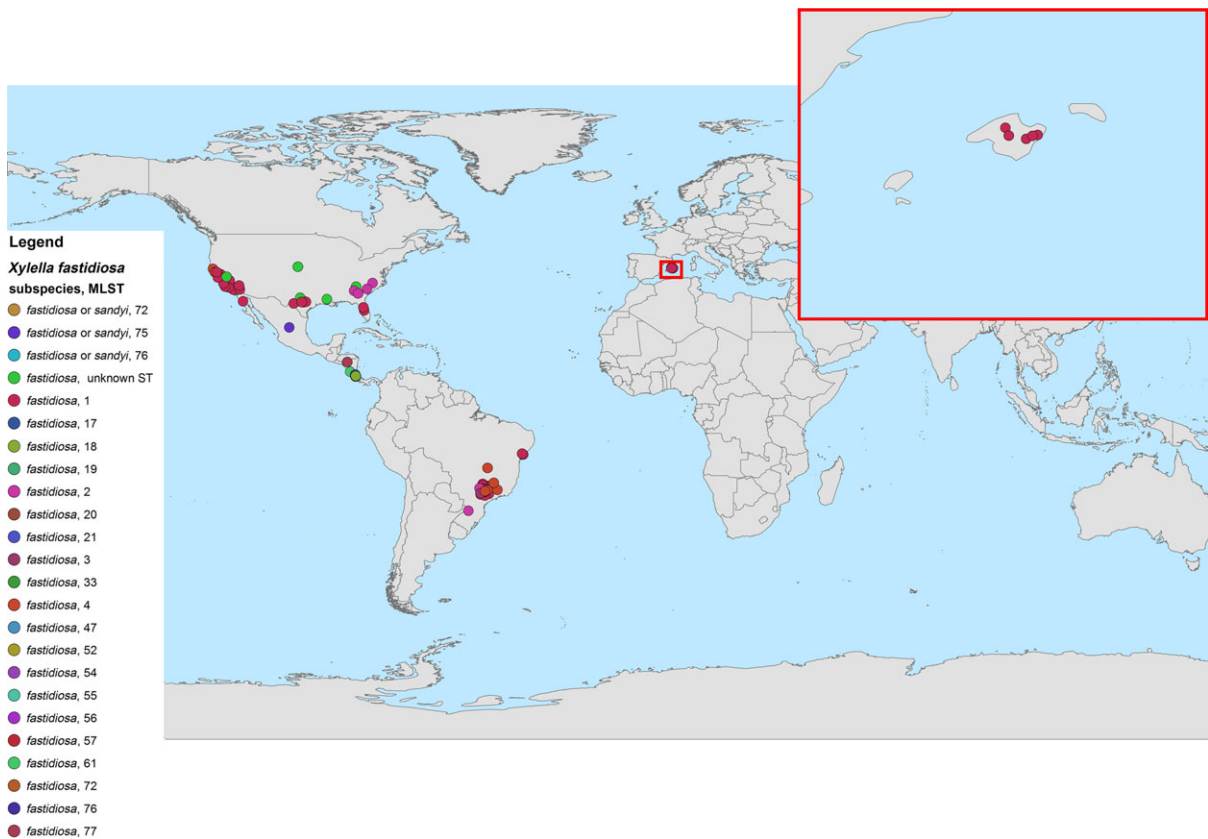 Legend
Xylella fastidiosa
subspecies, MLST
fastidiosa or sandyi, 72
fastidiosa or sandyi, 75
fastidiosa or sandyi, 76
fastidiosa, unknown ST
fastidiosa, 1
fastidiosa, 17
fastidiosa, 18
fastidiosa, 19
fastidiosa, 2
fastidiosa, 20
fastidiosa, 21
fastidiosa, 3
fastidiosa, 33
fastidiosa, 4
fastidiosa, 47
fastidiosa, 52
fastidiosa, 54
fastidiosa, 55
fastidiosa, 56
fastidiosa, 57
fastidiosa, 61
fastidiosa, 72
fastidiosa, 76
fastidiosa, 77